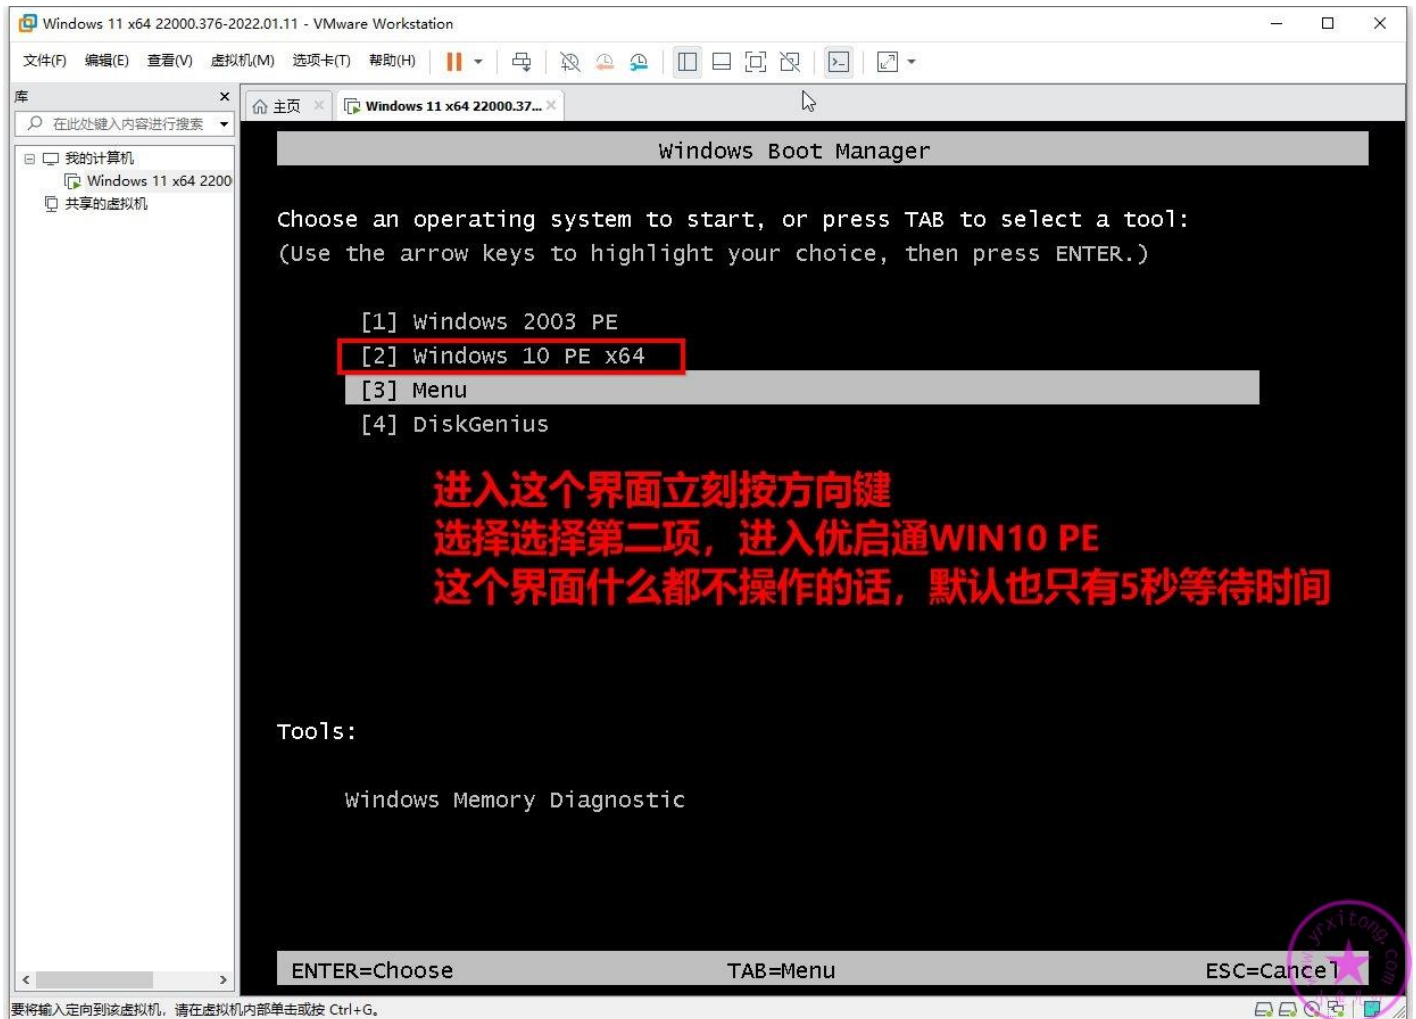 Windows 11 x64 22000.376-2022.01.11 - VMware Workstation
文件(F) 编辑(E) 查看(V) 虚拟机(M) 选项卡(T) 帮助(H)
库
主页
Windows 11 x64 22000.37...
在此处键入内容进行搜索
我的计算机
Windows 11 x64 2200
共享的虚拟机
Windows Boot Manager
Choose an operating system to start, or press TAB to select a tool:
(Use the arrow keys to highlight your choice, then press ENTER.)
[1] Windows 2003 PE
[2] Windows 10 PE x64
[3] Menu
[4] DiskGenius
进入这个界面立刻按方向键
选择选择第二项，进入优启通WIN10 PE
这个界面什么都不操作的话，默认也只有5秒等待时间
Tools:
Windows Memory Diagnostic
ENTER=Choose TAB=Menu ESC=Cancel
www.yrxitong.com
要将输入定向到该虚拟机，请在虚拟机内部单击或按 Ctrl+G。